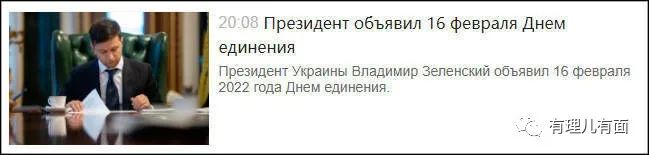 20:08 Президент объявил 16 февраля Днем
единения
Президент Украины Владимир Зеленский объявил 16 февраля
2022 года Днем единения.
有理儿有面